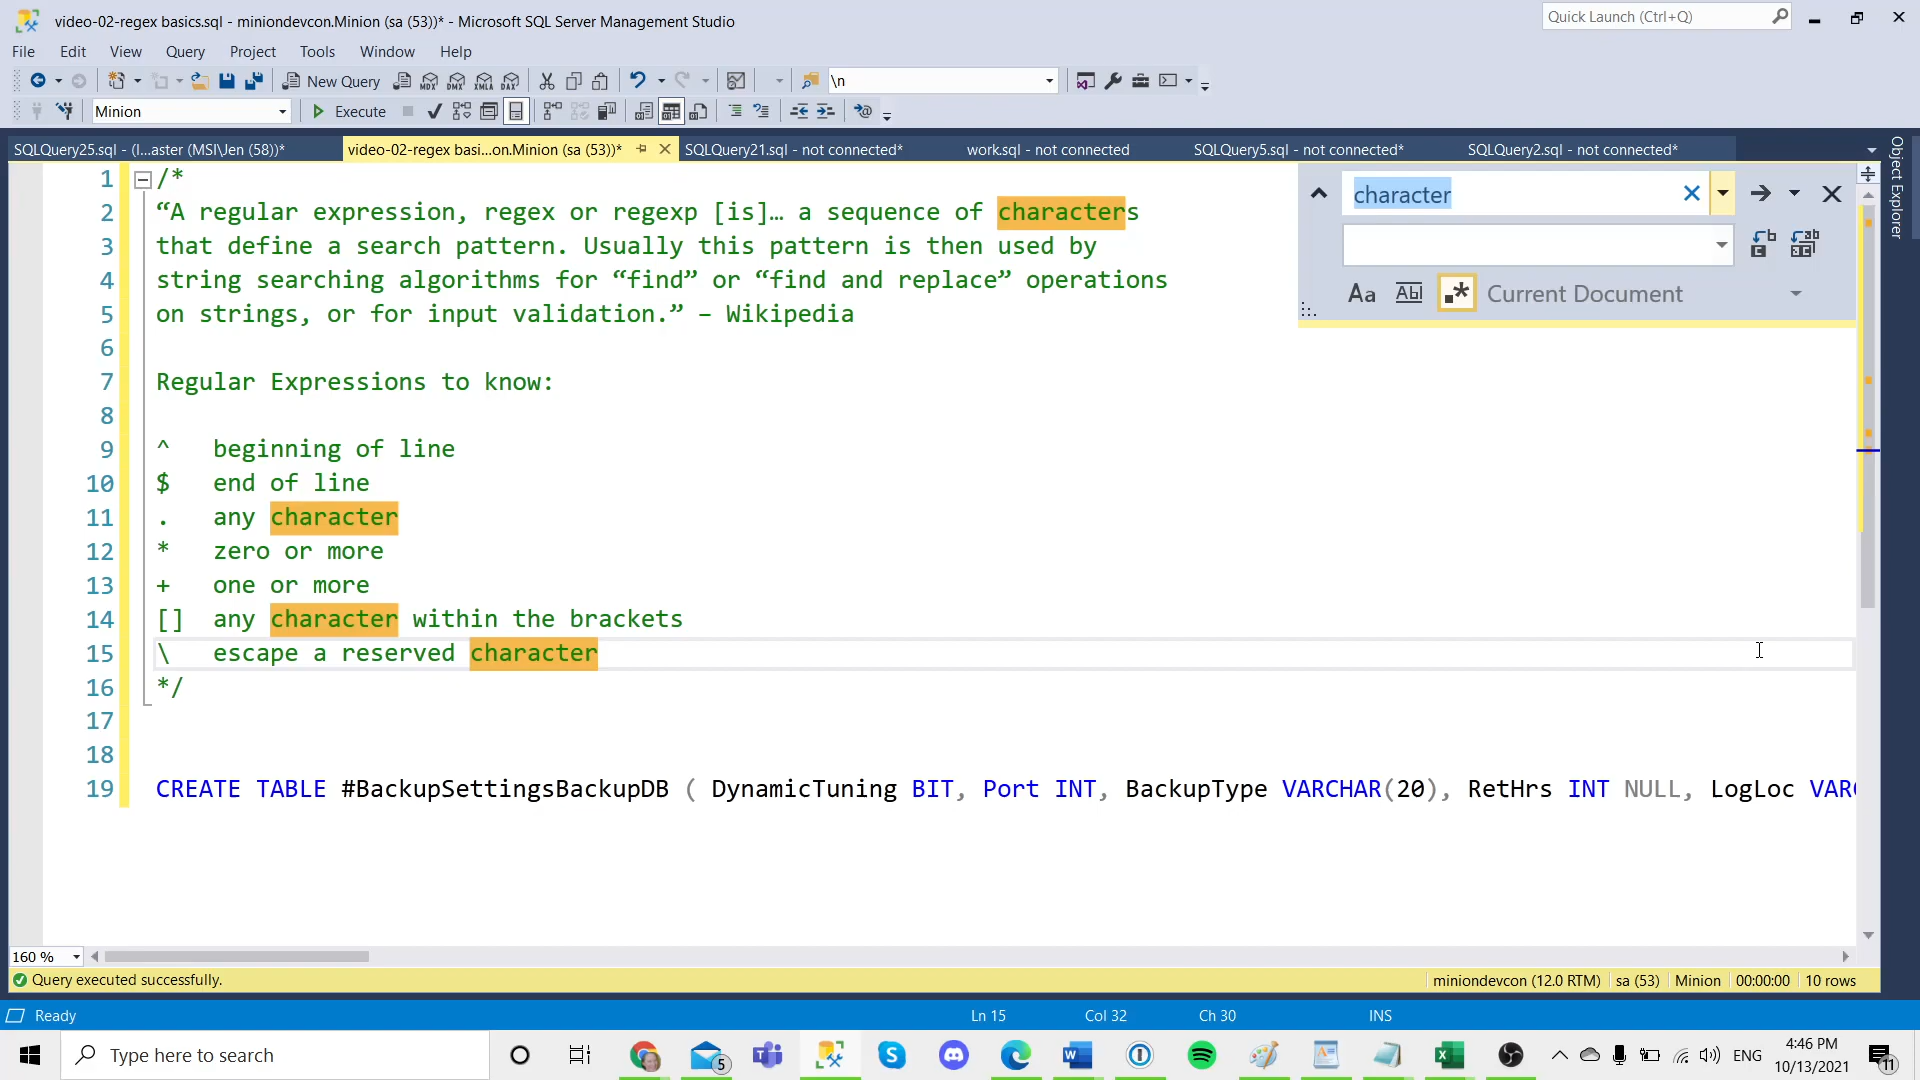 video-02-regex basics.sql - miniondevcon.Minion (sa (53))* - Microsoft SQL Server Management Studio
Quick Launch (Ctrl+Q)
File Edit View Query Project Tools Window Help
New Query MDX DMX XMLA DAX \n
Minion Execute
SQLQuery25.sql - (l...aster (MSI\Jen (58))* video-02-regex basi...on.Minion (sa (53))* SQLQuery21.sql - not connected* work.sql - not connected SQLQuery5.sql - not connected* SQLQuery2.sql - not connected*
Object Explorer
character
Aa Abl .* Current Document
1 /*
2 “A regular expression, regex or regexp [is]… a sequence of characters
3 that define a search pattern. Usually this pattern is then used by
4 string searching algorithms for “find” or “find and replace” operations
5 on strings, or for input validation.” – Wikipedia
6
7 Regular Expressions to know:
8
9 ^ beginning of line
10 $ end of line
11 . any character
12 * zero or more
13 + one or more
14 [] any character within the brackets
15 \ escape a reserved character
16 */
17
18
19 CREATE TABLE #BackupSettingsBackupDB ( DynamicTuning BIT, Port INT, BackupType VARCHAR(20), RetHrs INT NULL, LogLoc VARC
160 %
Query executed successfully. miniondevcon (12.0 RTM) sa (53) Minion 00:00:00 10 rows
Ready Ln 15 Col 32 Ch 30 INS
Type here to search 5 ENG 4:46 PM
10/13/2021 11